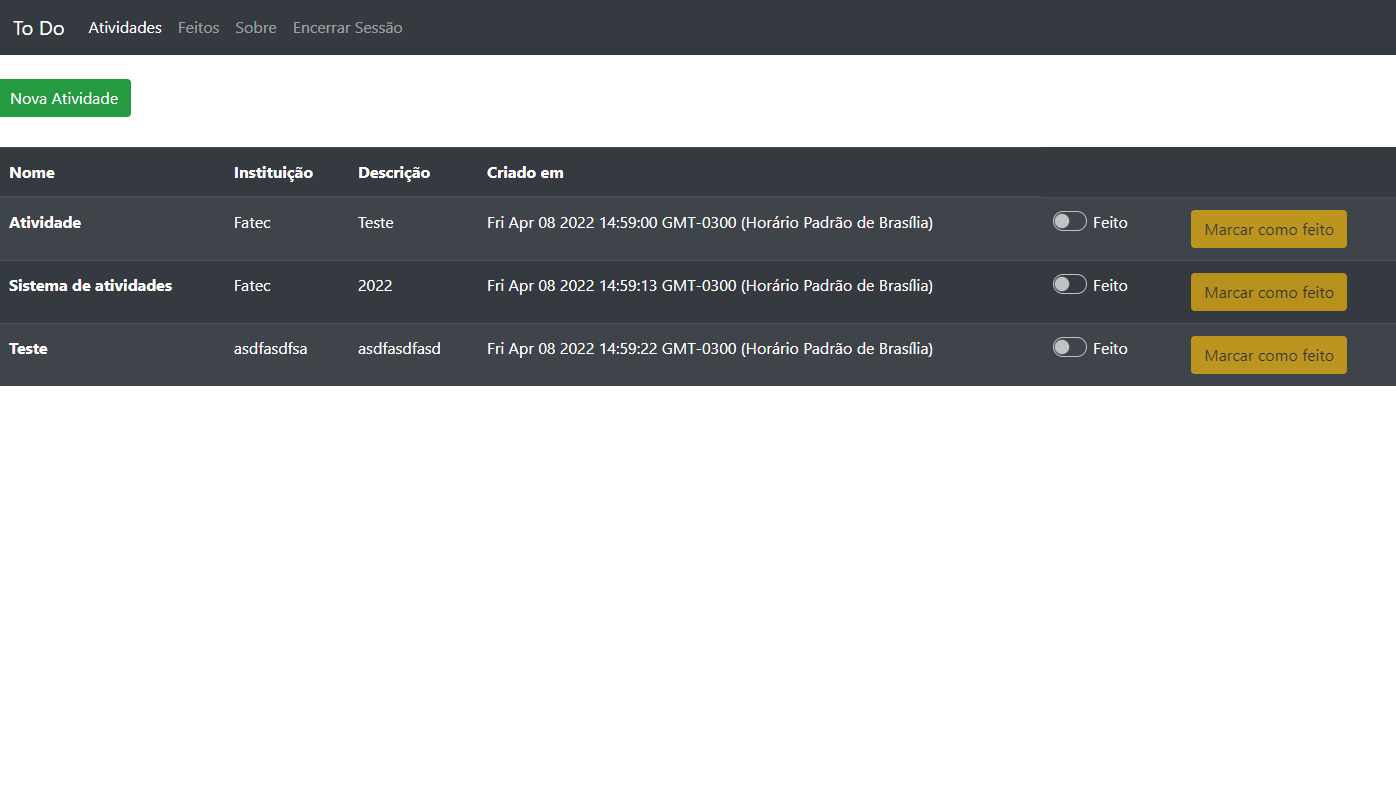 To Do Atividades Feitos Sobre Encerrar Sessão
Nova Atividade
Nome Instituição Descrição Criado em
Atividade Fatec Teste Fri Apr 08 2022 14:59:00 GMT-0300 (Horário Padrão de Brasília) Feito Marcar como feito
Sistema de atividades Fatec 2022 Fri Apr 08 2022 14:59:13 GMT-0300 (Horário Padrão de Brasília) Feito Marcar como feito
Teste asdfasdfsa asdfasdfasd Fri Apr 08 2022 14:59:22 GMT-0300 (Horário Padrão de Brasília) Feito Marcar como feito